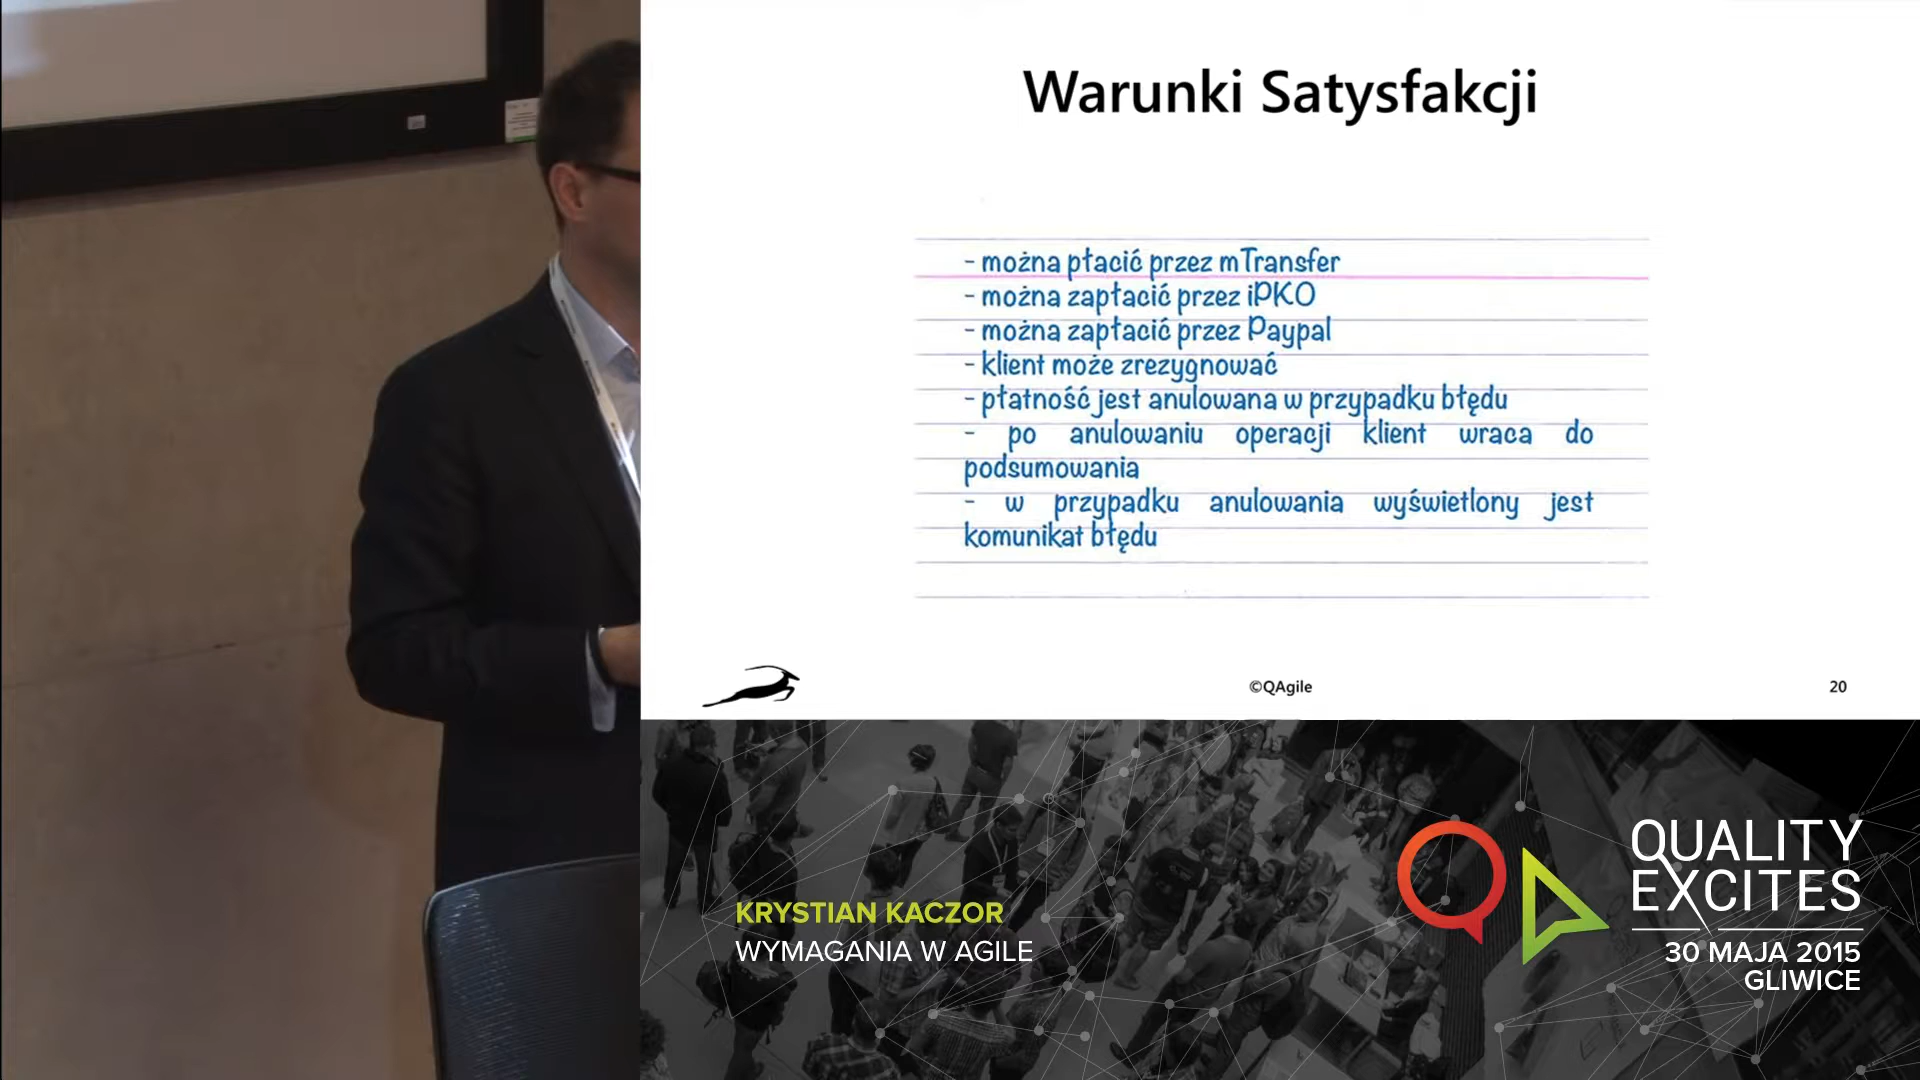 Warunki Satysfakcji
- można płacić przez mTransfer
- można zapłacić przez iPKO
- można zapłacić przez Paypal
- klient może zrezygnować
- płatność jest anulowana w przypadku błędu
- po anulowaniu operacji klient wraca do
podsumowania
- w przypadku anulowania wyświetlony jest
komunikat błędu
©QAgile
20
KRYSTIAN KACZOR
WYMAGANIA W AGILE
QUALITY
EXCITES
30 MAJA 2015
GLIWICE